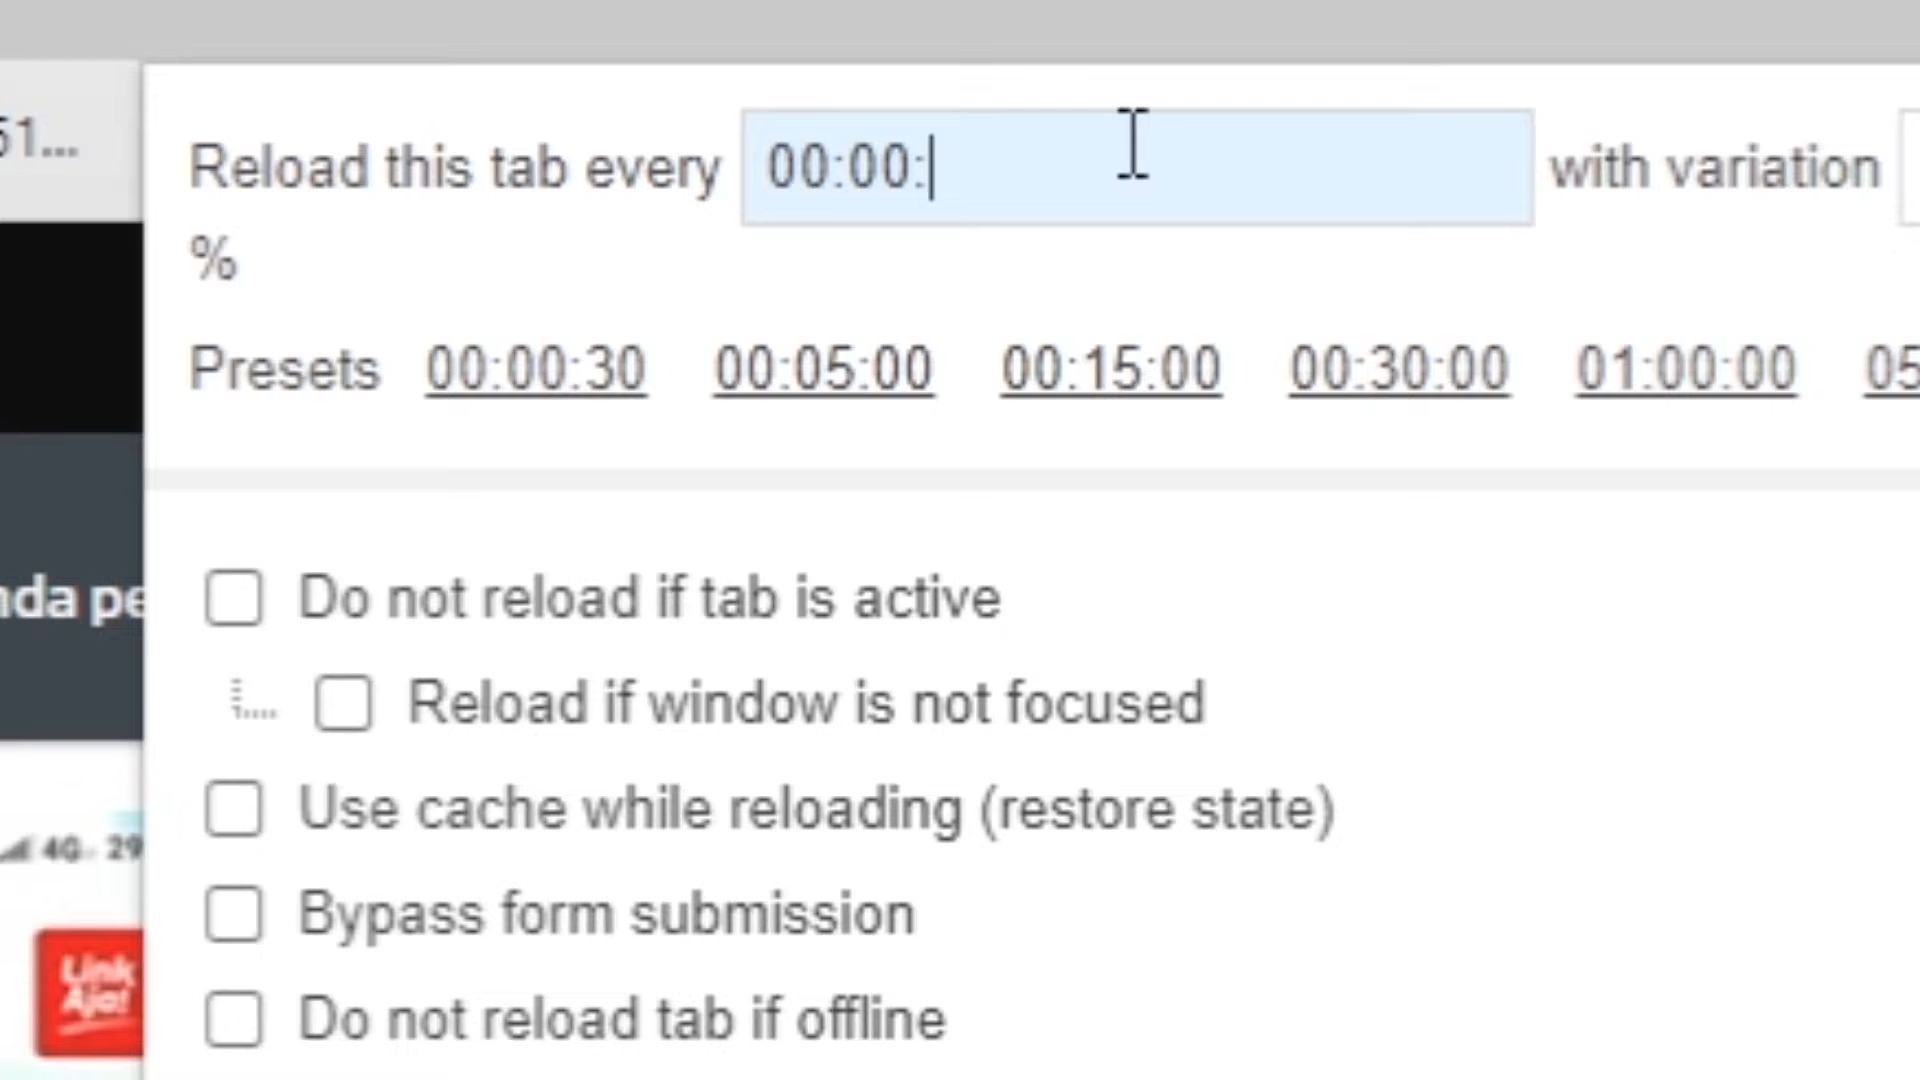 51...
Reload this tab every 00:00: with variation
%
Presets 00:00:30 00:05:00 00:15:00 00:30:00 01:00:00 05
nda pe
Do not reload if tab is active
Reload if window is not focused
Use cache while reloading (restore state)
4G 29
Bypass form submission
Link
Aja!
Do not reload tab if offline